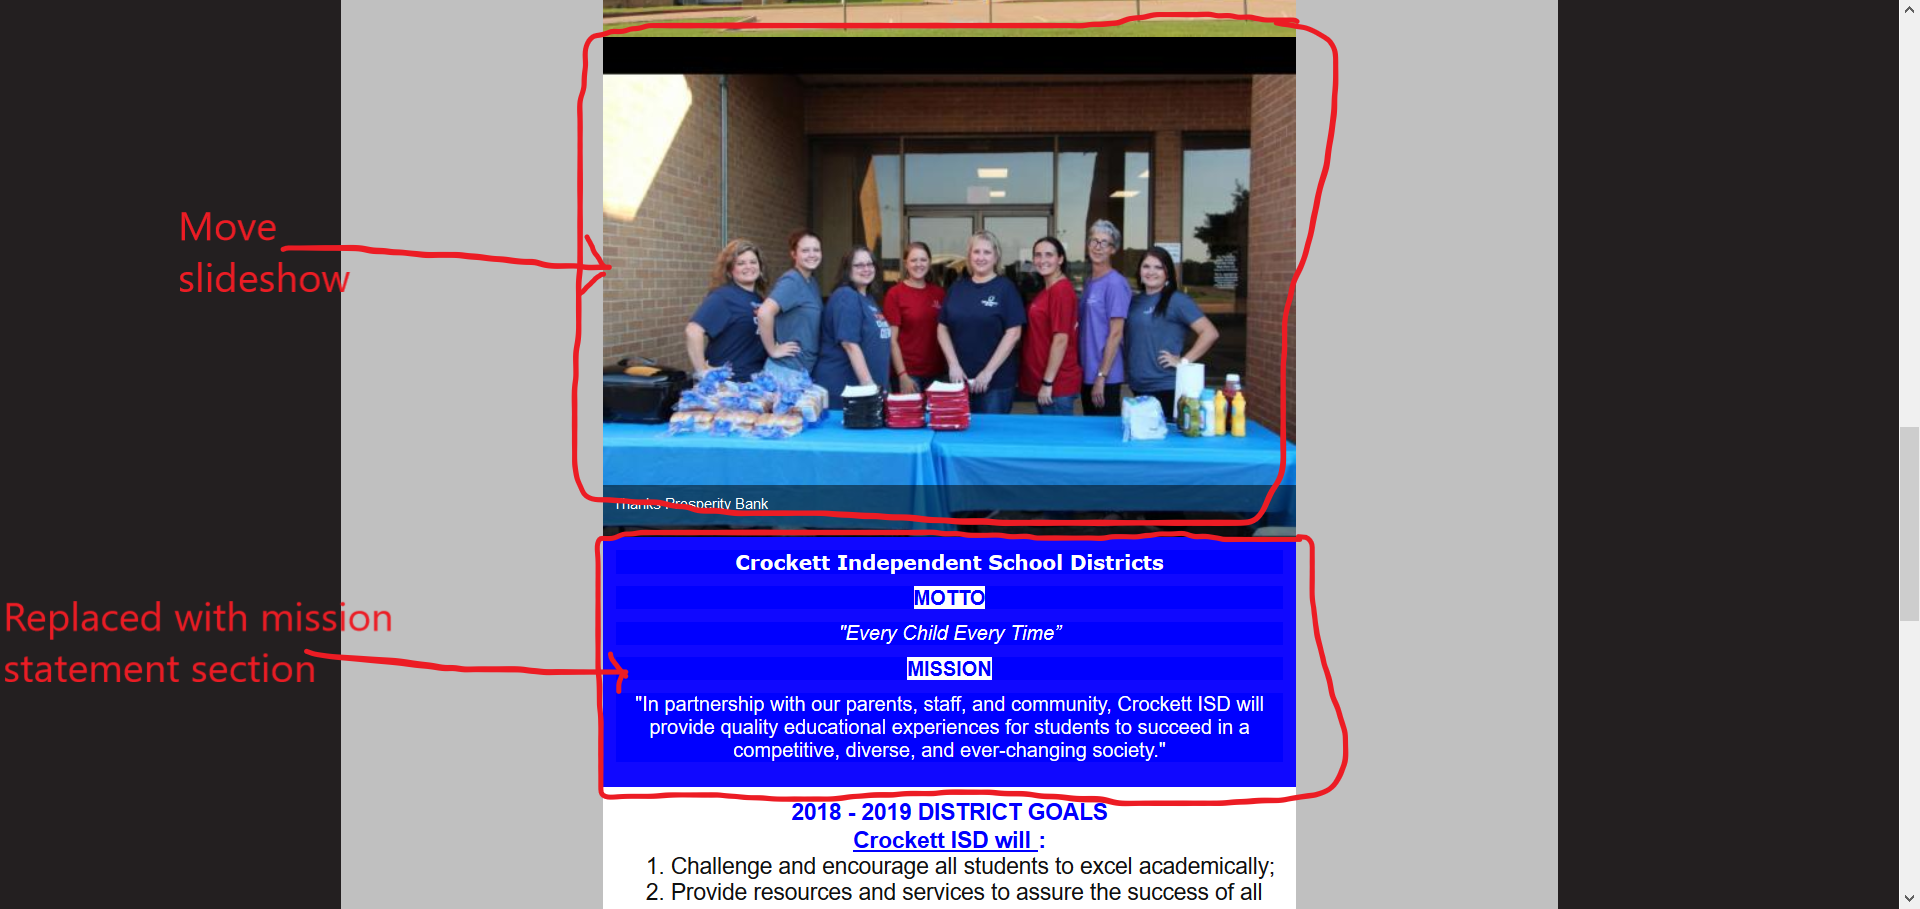 Move
slideshow
Thanks Prosperity Bank
Crockett Independent School Districts
MOTTO
"Every Child Every Time”
Replaced with mission
statement section
MISSION
"In partnership with our parents, staff, and community, Crockett ISD will
provide quality educational experiences for students to succeed in a
competitive, diverse, and ever-changing society."
2018 - 2019 DISTRICT GOALS
Crockett ISD will :
1. Challenge and encourage all students to excel academically;
2. Provide resources and services to assure the success of all